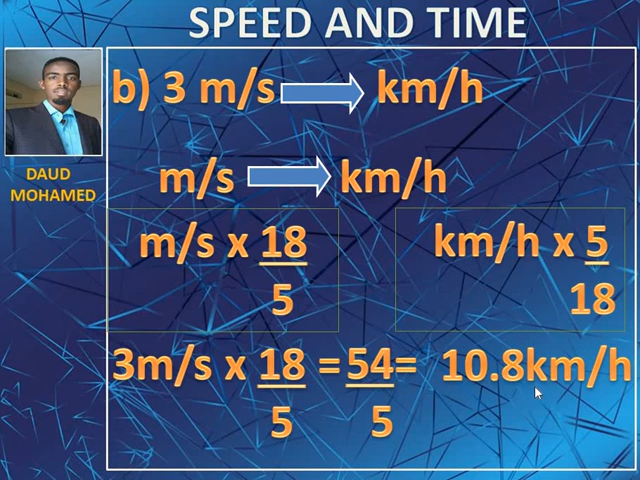 SPEED AND TIME
b) 3 m/s km/h
DAUD
MOHAMED
m/s km/h
m/s x 18
5
km/h x 5
18
3m/s x 18 = 54 = 10.8km/h
5 5